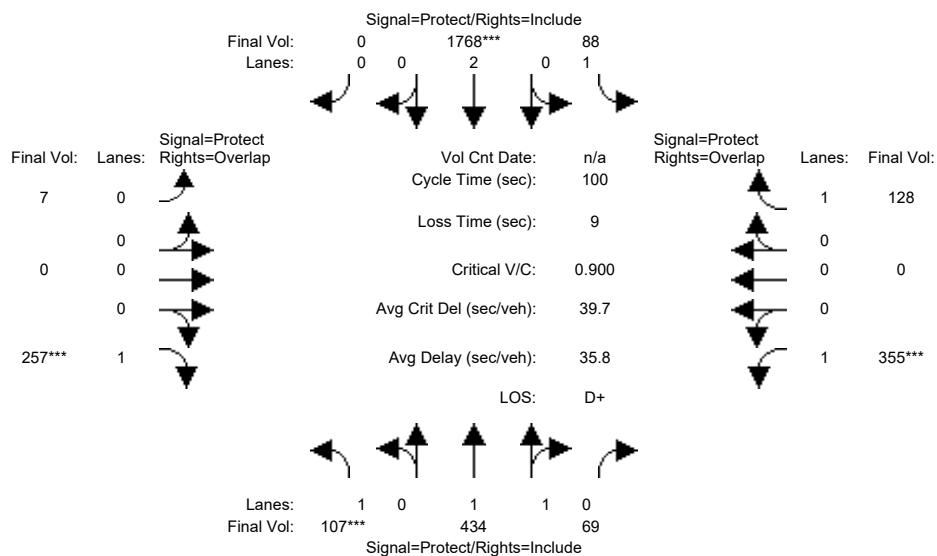 Signal=Protect/Rights=Include
Final Vol: 0 1768*** 88
Lanes: 0 0 2 0 1
Signal=Protect
Final Vol: Lanes: Rights=Overlap
Vol Cnt Date: n/a
Signal=Protect
Rights=Overlap Lanes: Final Vol:
7 0
Cycle Time (sec): 100
1 128
Loss Time (sec): 9
0
0
0 0
Critical V/C: 0.900
0 0
0
Avg Crit Del (sec/veh): 39.7
0
257*** 1
Avg Delay (sec/veh): 35.8
1 355***
LOS: D+
Lanes: 1 0 1 1 0
Final Vol: 107*** 434 69
Signal=Protect/Rights=Include